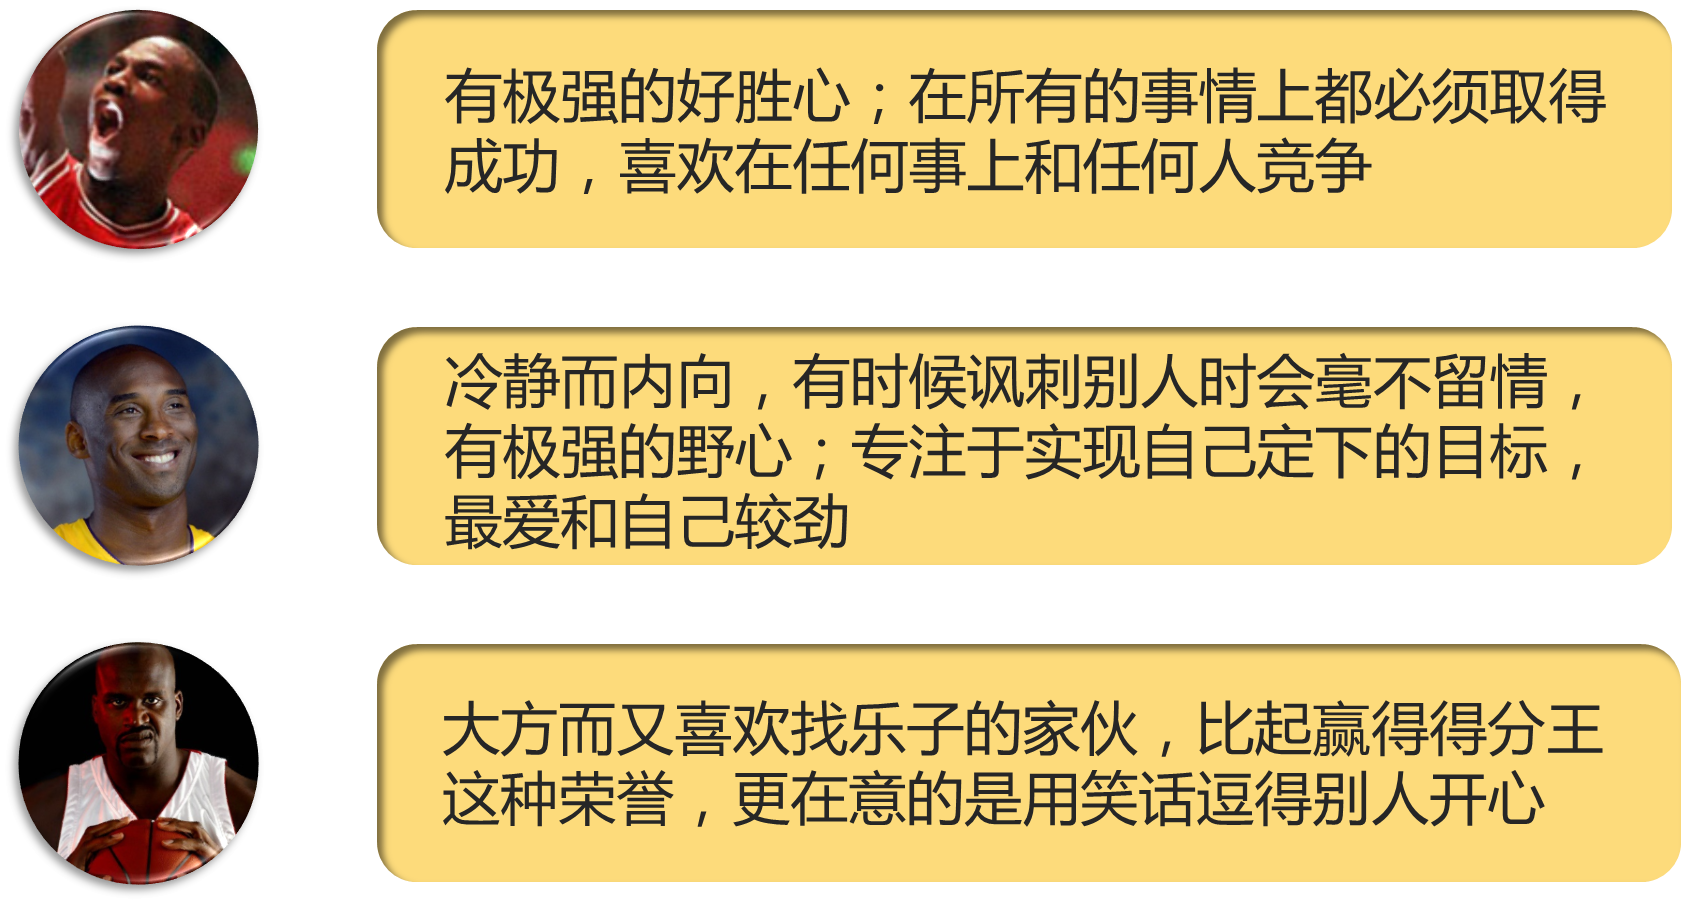 有极强的好胜心；在所有的事情上都必须取得
成功，喜欢在任何事上和任何人竞争
冷静而内向，有时候讽刺别人时会毫不留情，
有极强的野心；专注于实现自己定下的目标，
最爱和自己较劲
大方而又喜欢找乐子的家伙，比起赢得得分王
这种荣誉，更在意的是用笑话逗得别人开心